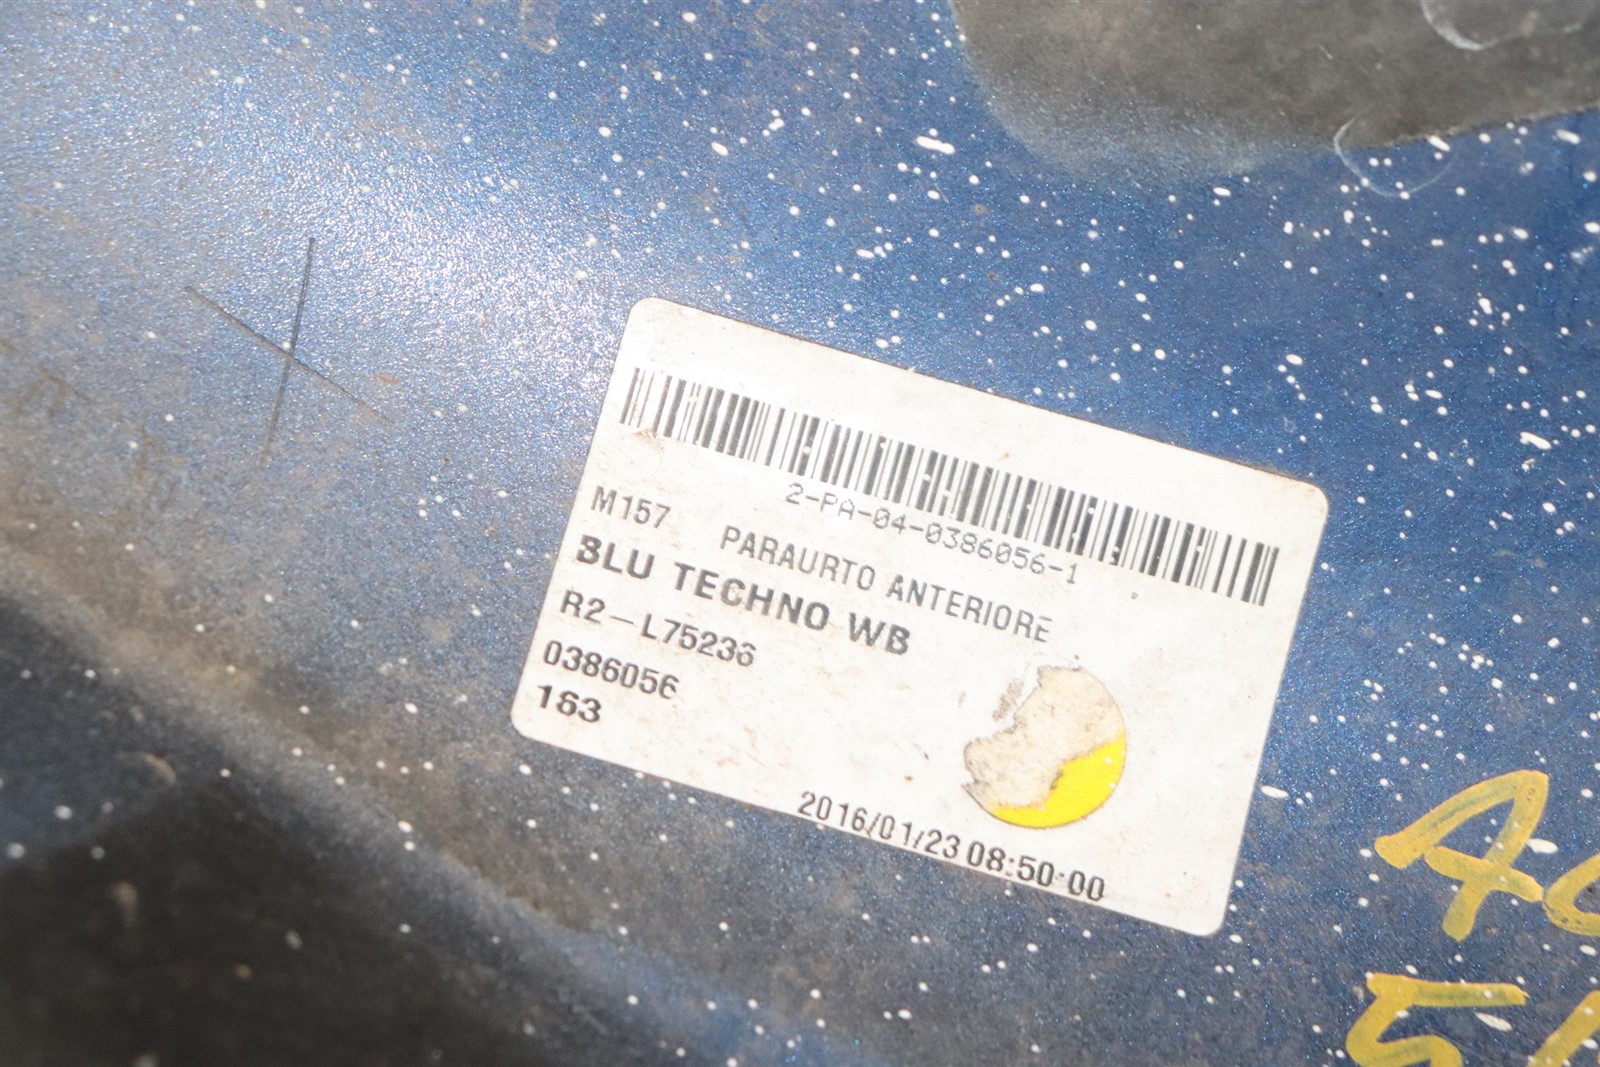 2-PA-04-0386056-1
M157 PARAURTO ANTERIORE
BLU TECHNO WB
R2-L75236
0386056
163
2016/01/23 08:50:00